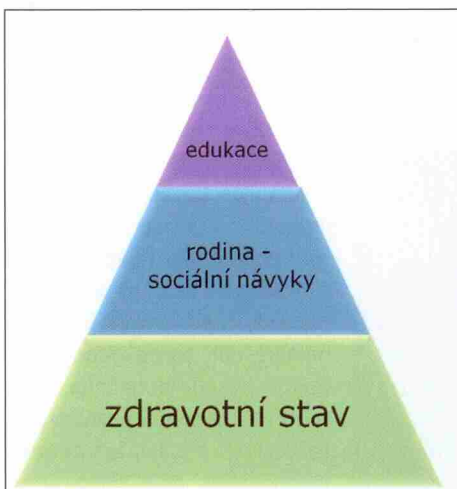 edukace
rodina -
sociální návyky
zdravotní stav